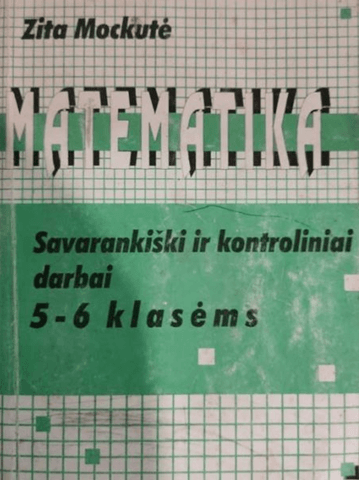 Zita Mockutė
MATEMATIKA
Savarankiški ir kontroliniai
darbai
5-6 klasėms